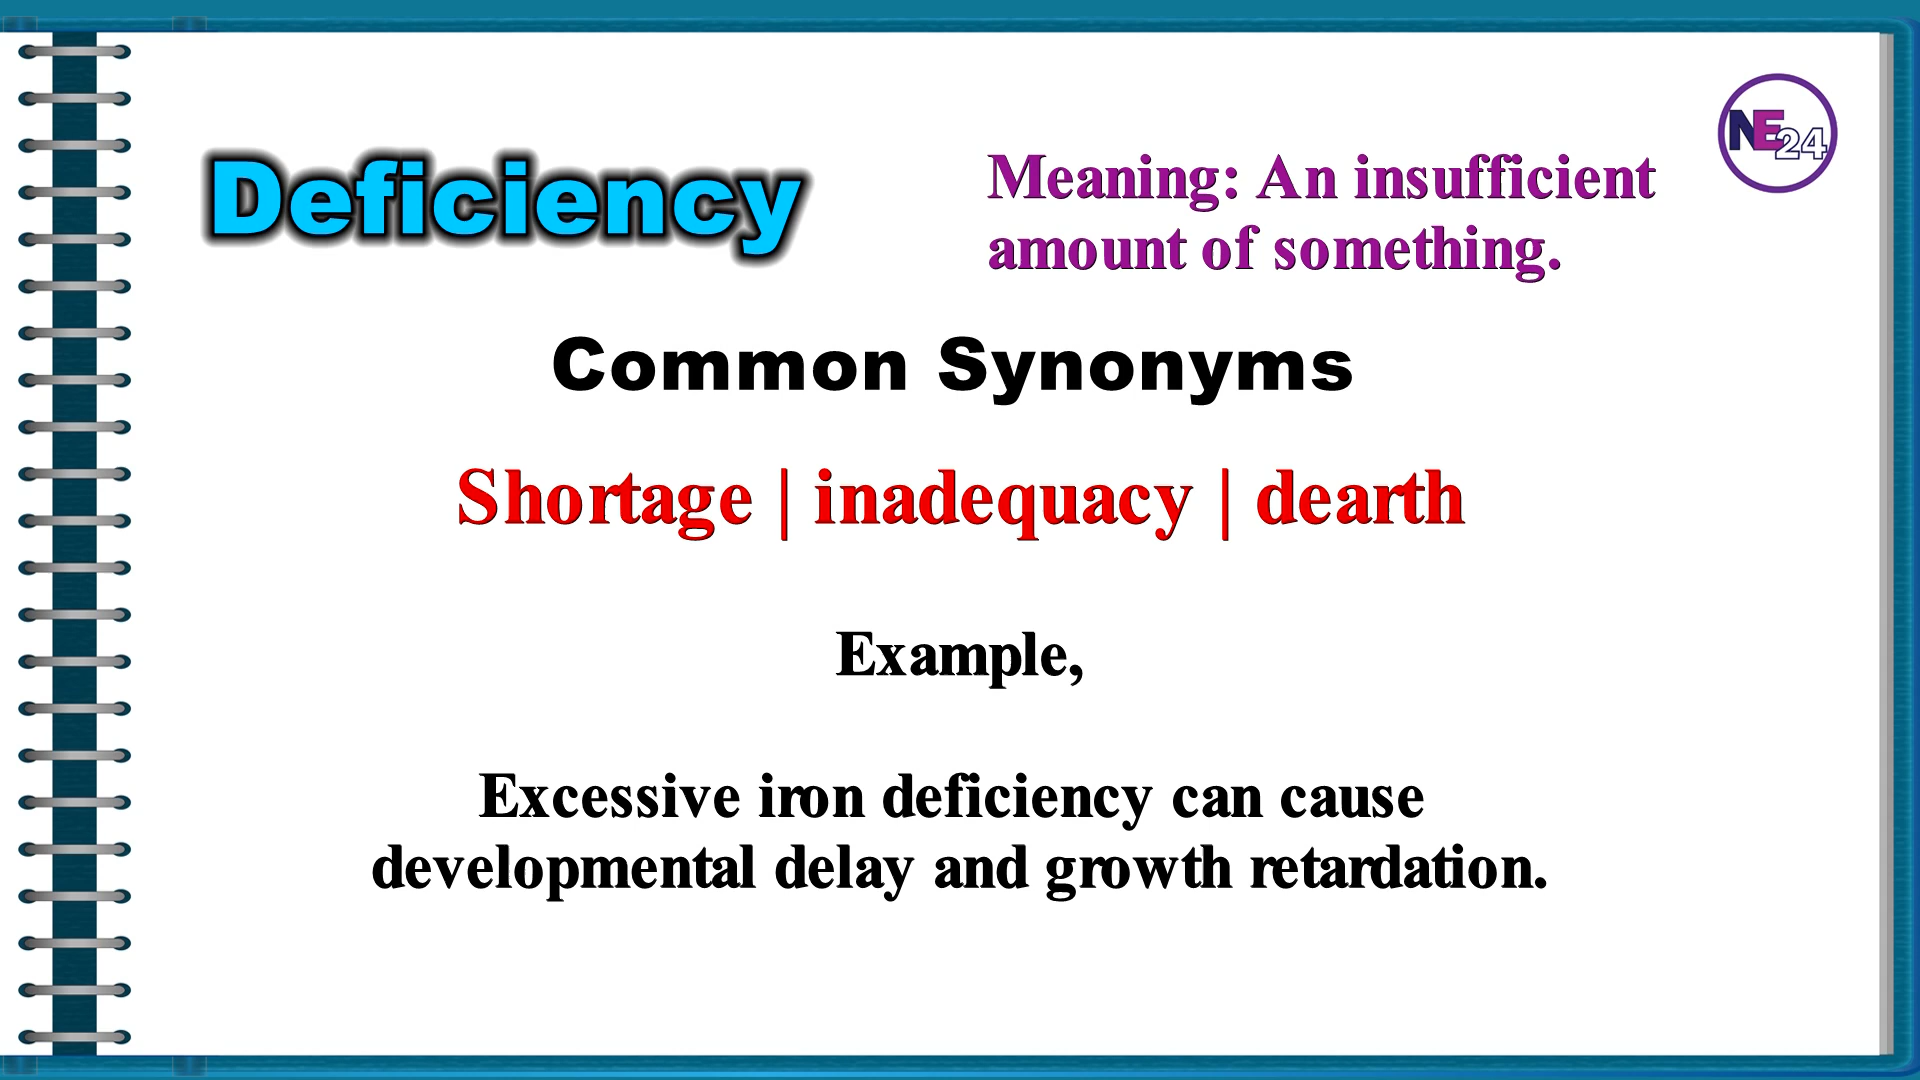 Deficiency
Meaning: An insufficient
amount of something.
NE24
Common Synonyms
Shortage | inadequacy | dearth
Example,
Excessive iron deficiency can cause
developmental delay and growth retardation.